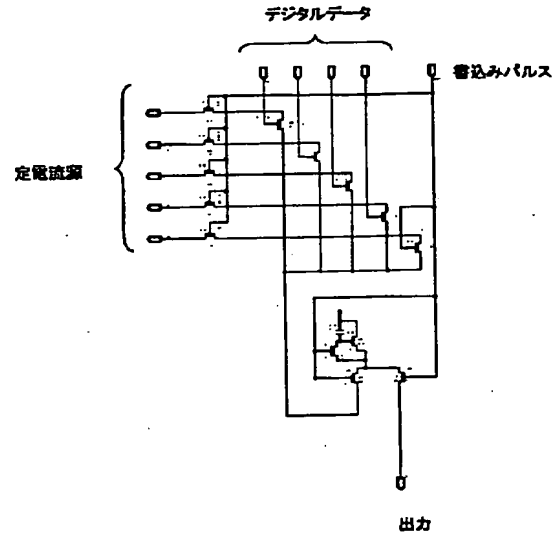 デジタルデータ
書込みパルス
定電流源
出力